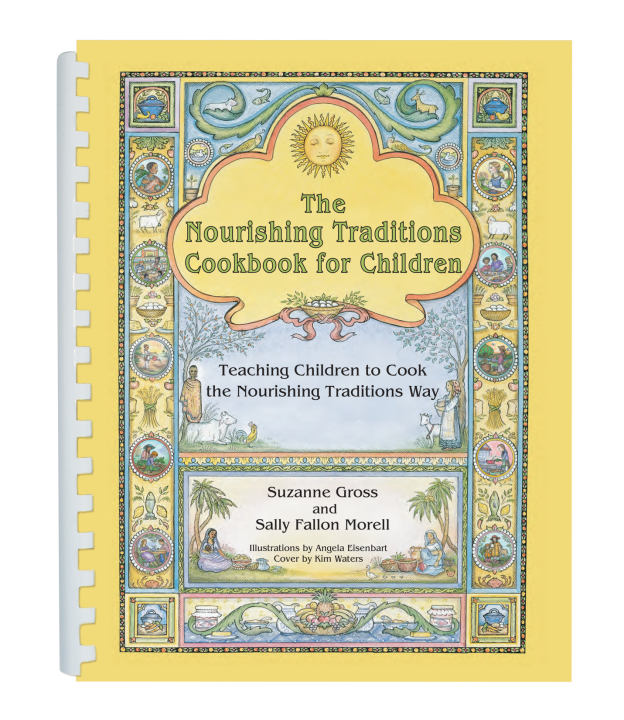 The
Nourishing Traditions
Cookbook for Children
Teaching Children to Cook
the Nourishing Traditions Way
Suzanne Gross
and
Sally Fallon Morell
Illustrations by Angela Eisenbart
Cover by Kim Waters